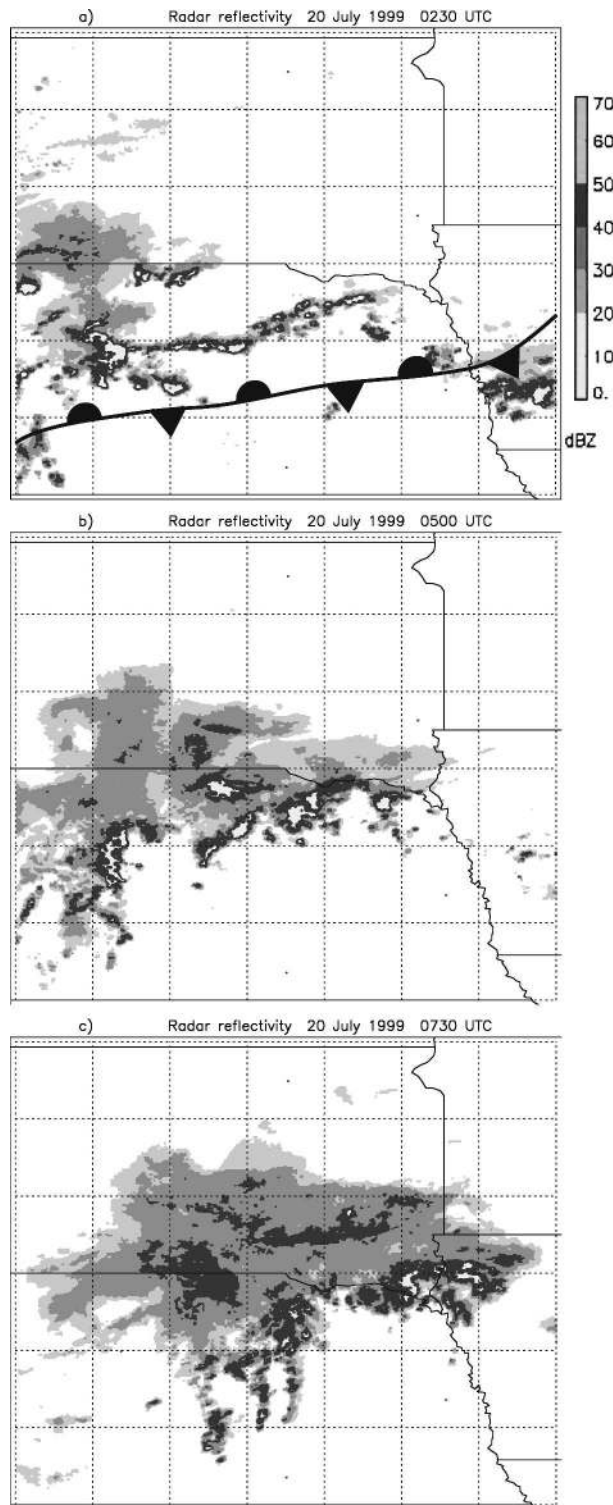 a) Radar reflectivity 20 July 1999 0230 UTC
70
60
50
40
30
20
10
0.
dBZ
b) Radar reflectivity 20 July 1999 0500 UTC
c) Radar reflectivity 20 July 1999 0730 UTC